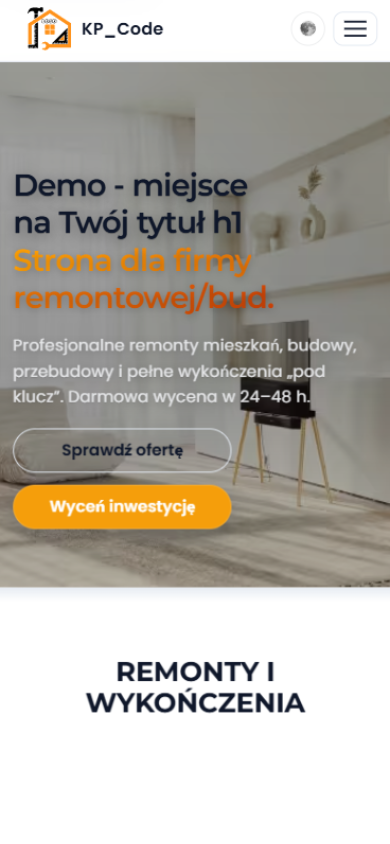 KP_Code
Demo - miejsce
na Twój tytuł h1
Strona dla firmy
remontowej/bud.
Profesjonalne remonty mieszkań, budowy,
przebudowy i pełne wykończenia „pod
klucz”. Darmowa wycena w 24–48 h.
Sprawdź ofertę
Wyceń inwestycję
REMONTY I
WYKOŃCZENIA